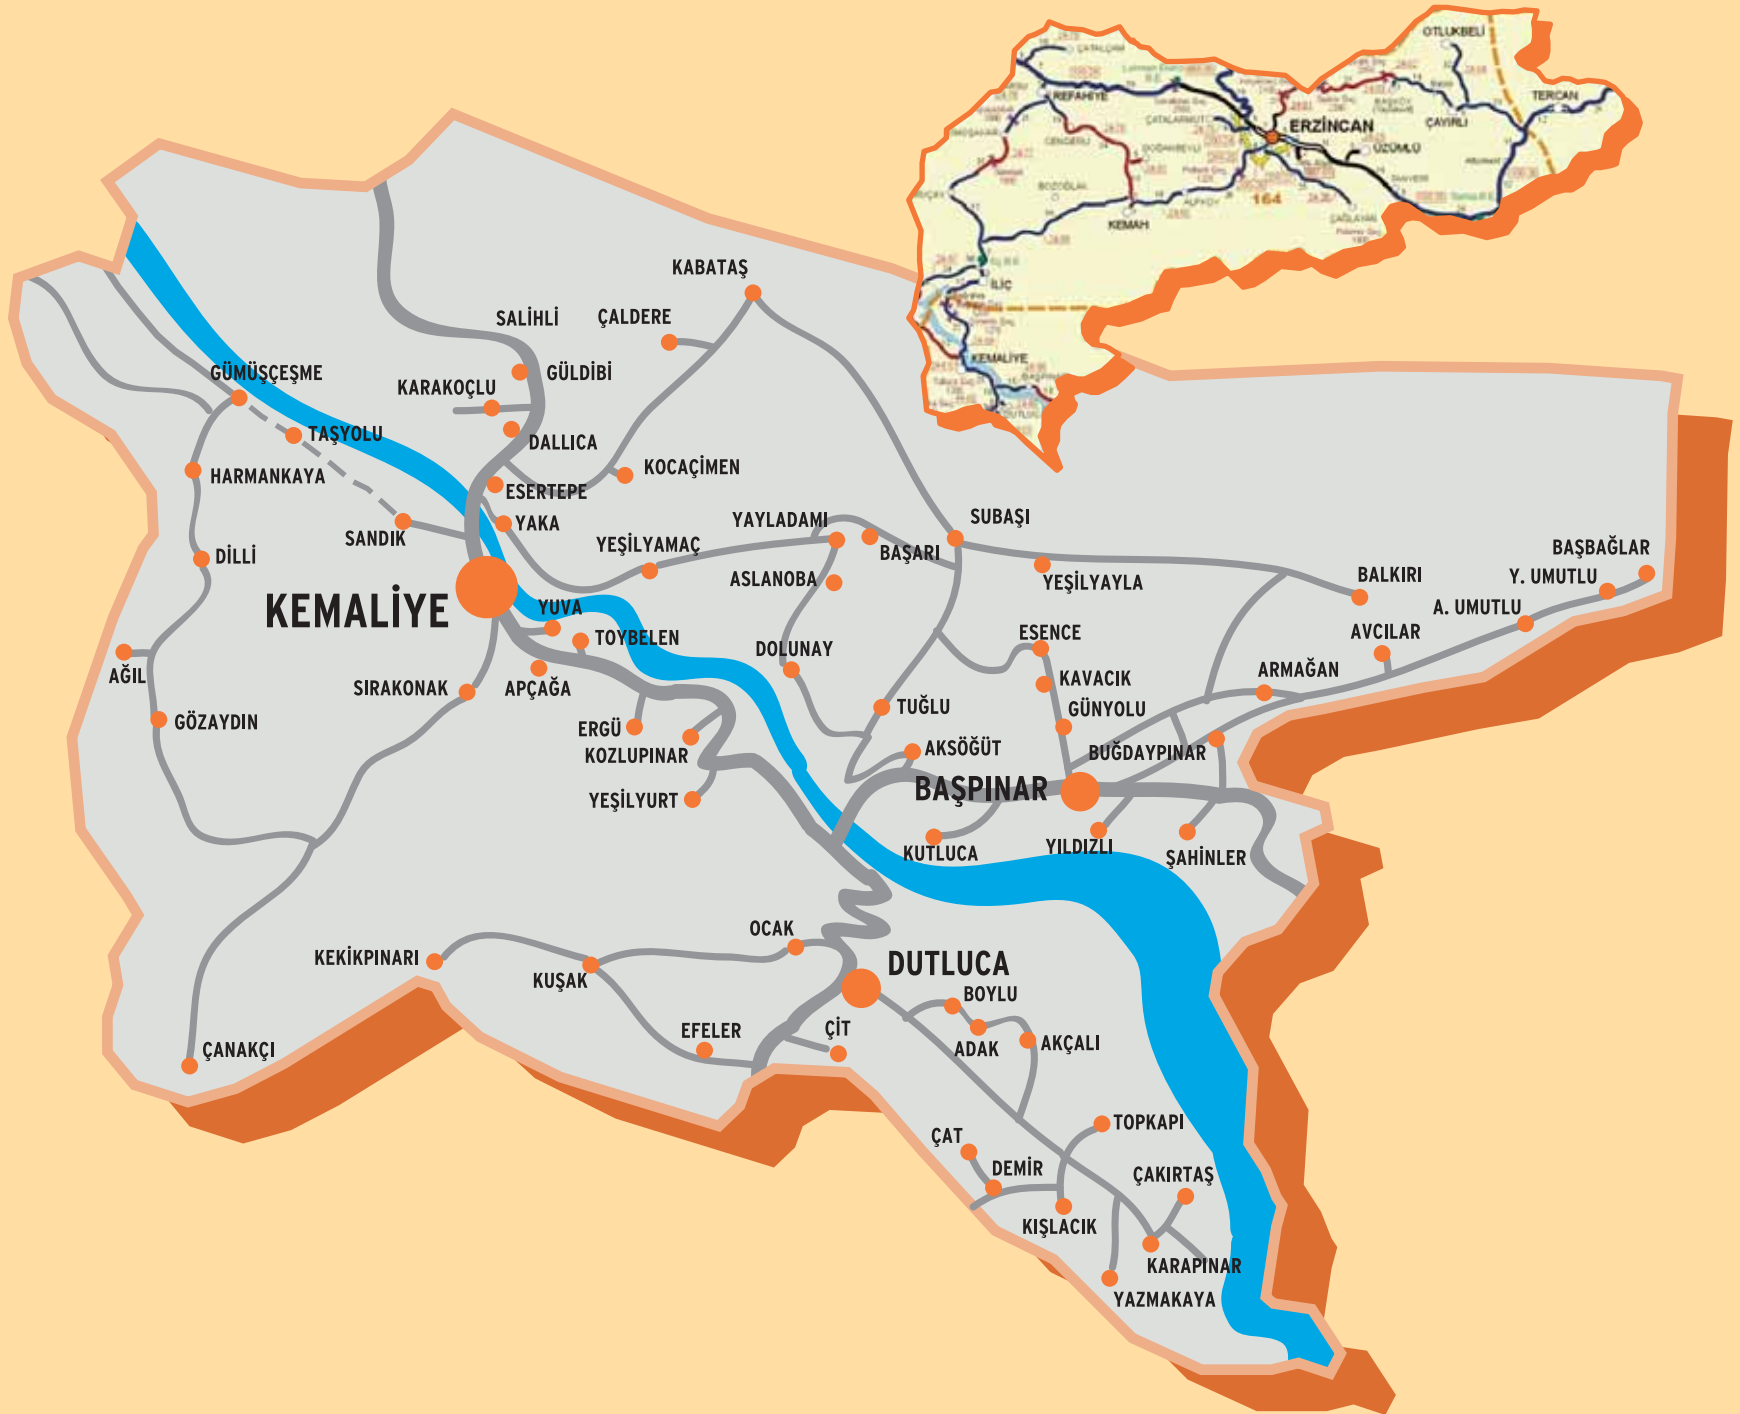 OTLUKBELİ
TERCAN
REFAHİYE
ÇATALARMUT
ERZİNCAN
ÇAYIRLI
ÜZÜMLÜ
BOZOĞLAK
164
ALPKÖY
KEMAH
ÇAĞLAYAN
İLİÇ
KEMALİYE
KABATAŞ
SALİHLİ
ÇALDERE
GÜMÜŞÇEŞME
KARAKOÇLU
GÜLDİBİ
TAŞYOLU
DALLICA
HARMANKAYA
KOCAÇİMEN
ESERTEPE
SANDIK
YAKA
YEŞİLYAMAÇ
YAYLADAMI
SUBAŞI
BAŞARI
DİLLİ
ASLANOBA
YEŞİLYAYLA
BALKIRI
BAŞBAĞLAR
Y. UMUTLU
A. UMUTLU
KEMALİYE
YUVA
TOYBELEN
ESENCE
AVCILAR
DOLUNAY
ARMAĞAN
AĞIL
SIRAKONAK
APÇAĞA
KAVACIK
GÖZAYDIN
ERGÜ
TUĞLU
GÜNYOLU
KOZLUPINAR
AKSÖĞÜT
BUĞDAYPINAR
YEŞİLYURT
BAŞPINAR
KUTLUCA
YILDIZLI
ŞAHİNLER
OCAK
KEKİKPINARI
KUŞAK
DUTLUCA
BOYLU
EFELER
ÇİT
ADAK
AKÇALI
ÇANAKÇI
TOPKAPI
ÇAT
DEMİR
ÇAKIRTAŞ
KIŞLACIK
KARAPINAR
YAZMAKAYA